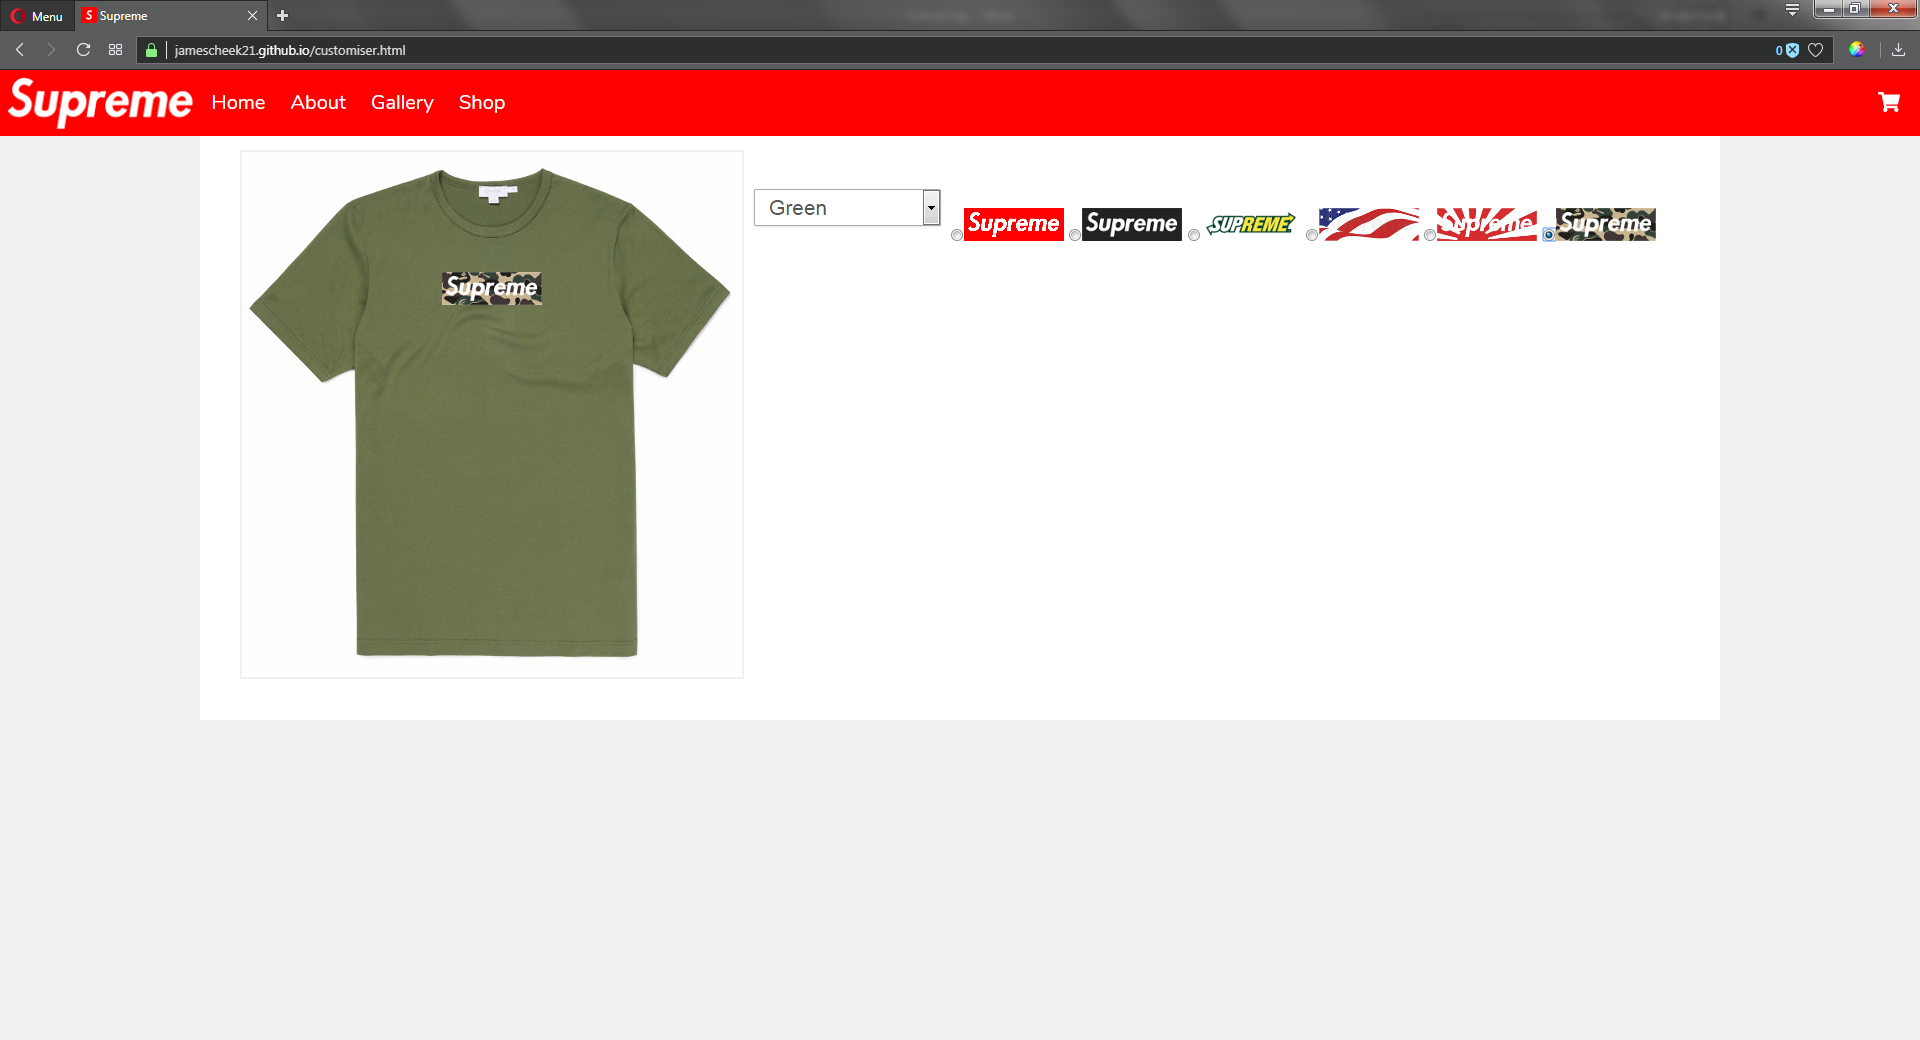 Menu
Supreme
jamescheek21.github.io/customiser.html
0
Supreme
Home
About
Gallery
Shop
Supreme
Green
Supreme
Supreme
SUPREME
Supreme
Supreme